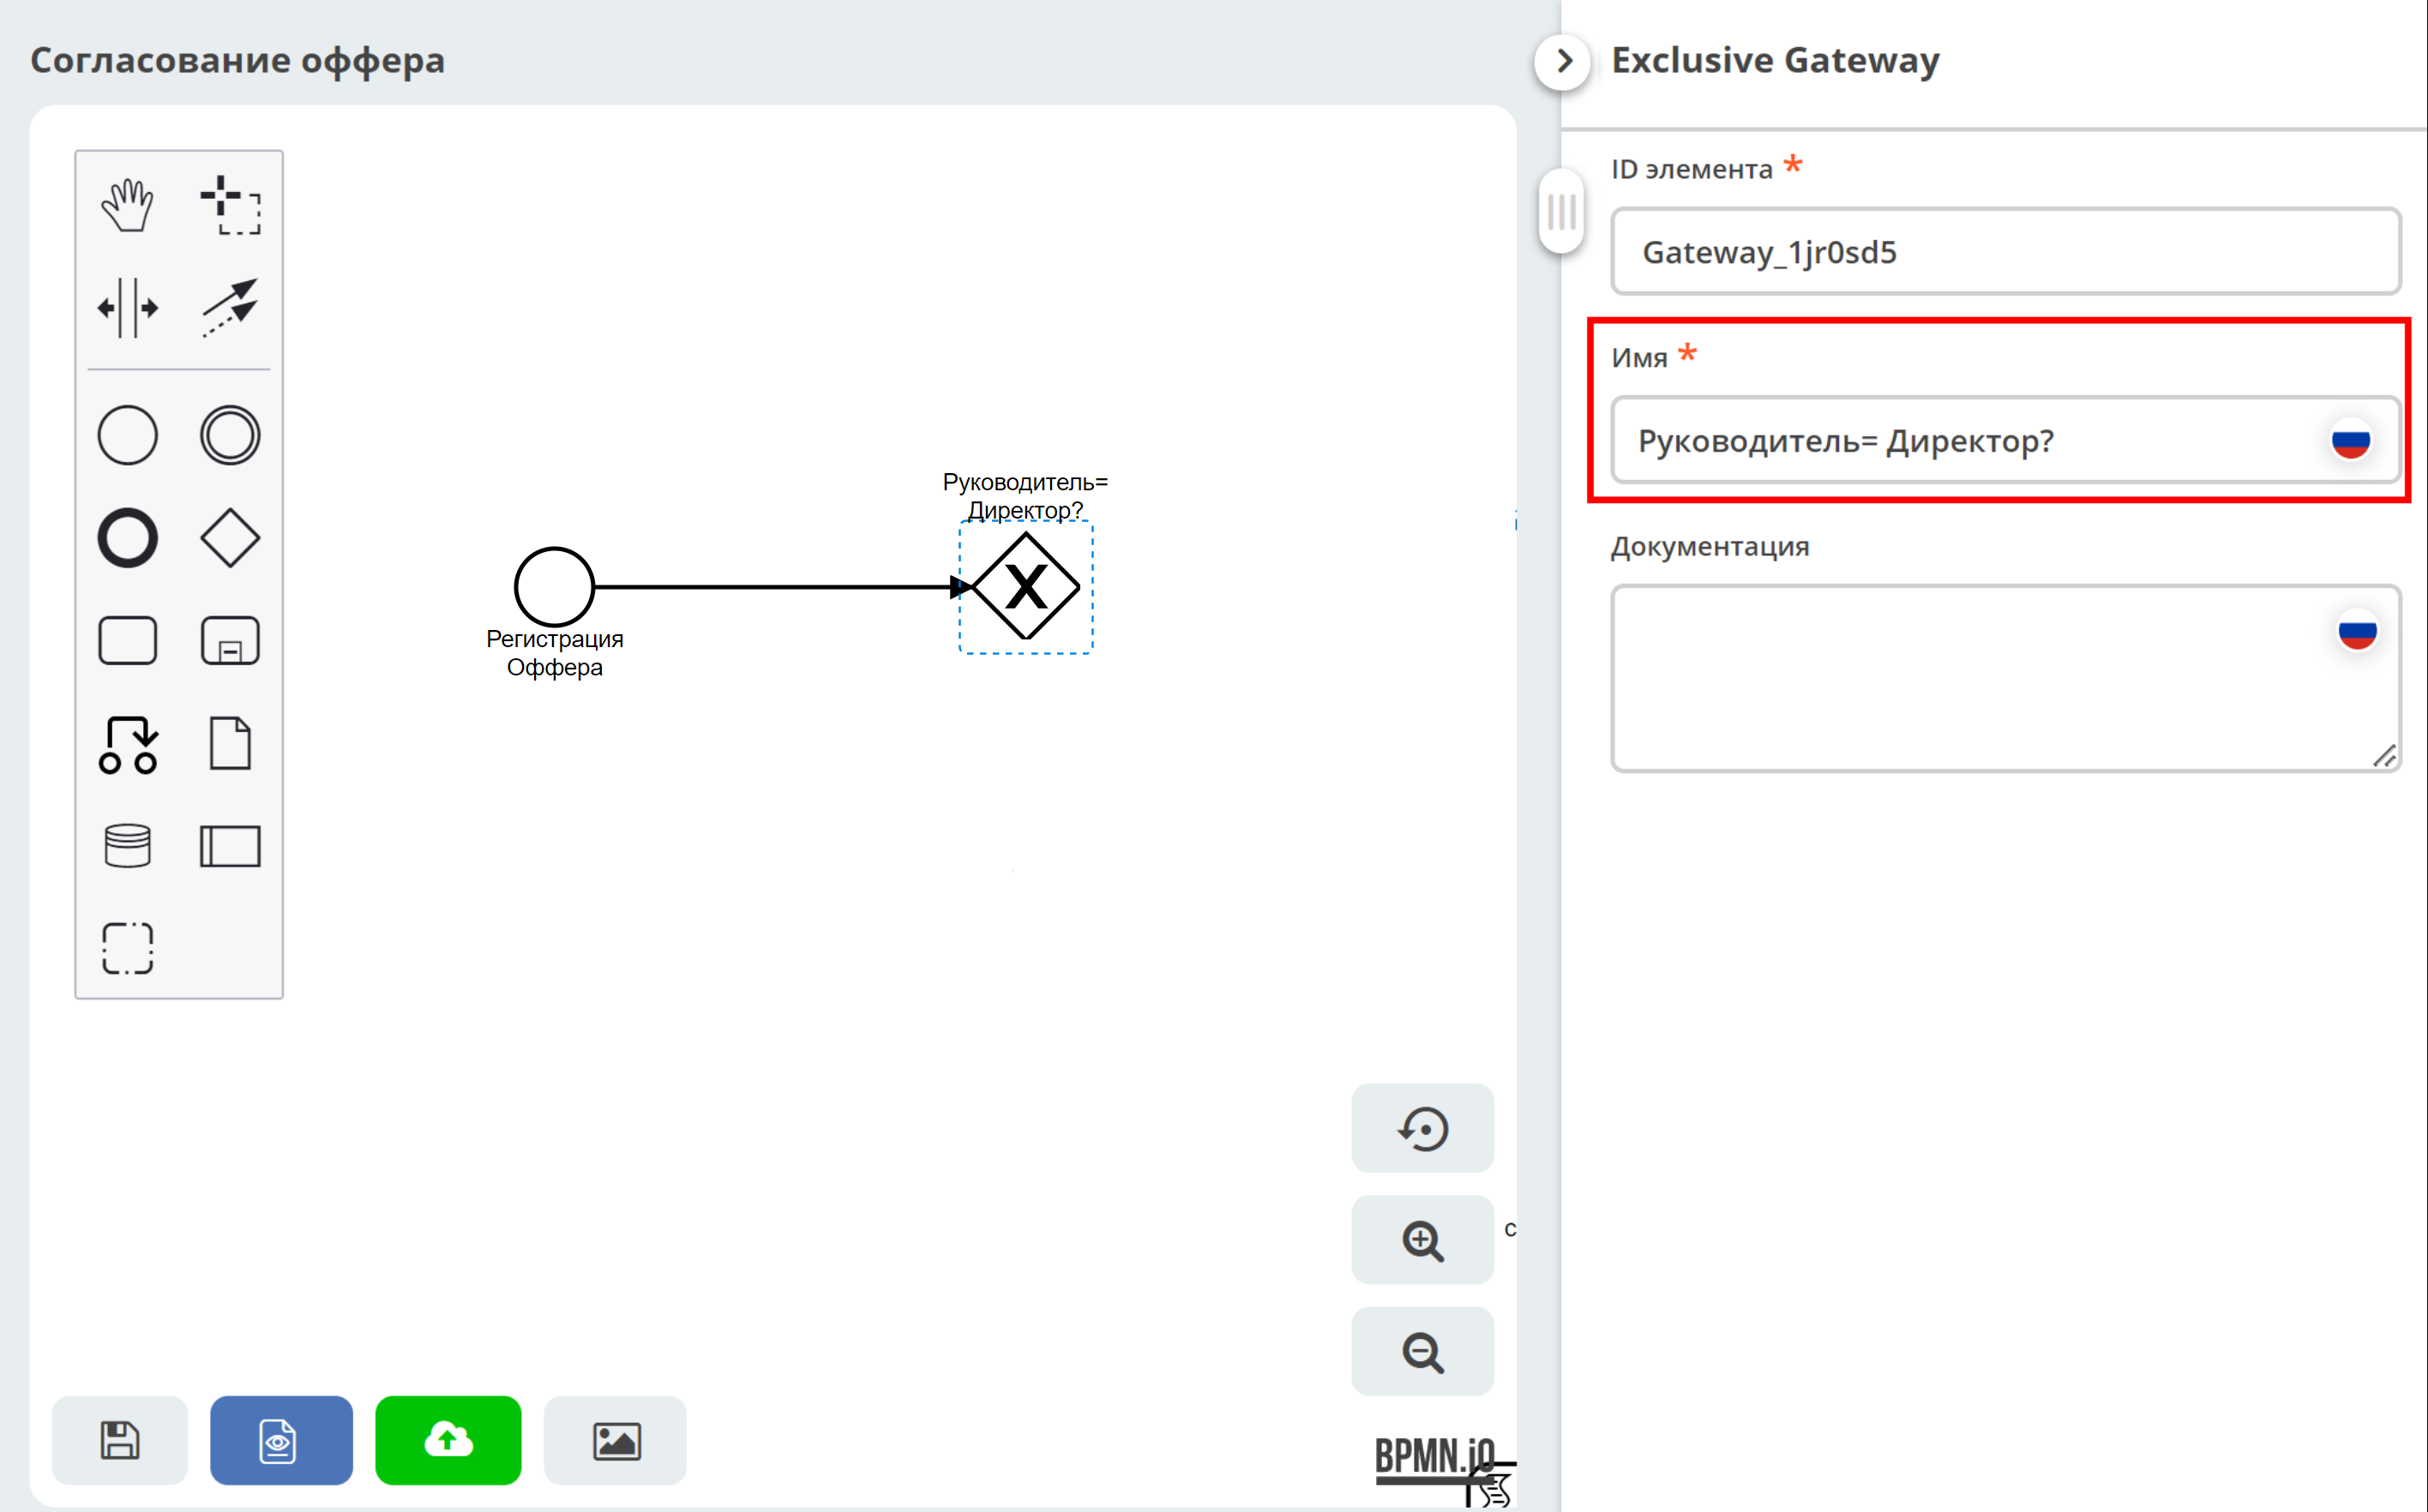 Согласование оффера
Exclusive Gateway
ID элемента *
Gateway_1jr0sd5
Имя *
Руководитель= Директор?
Документация
Руководитель=
Директор?
Регистрация
Оффера
с
BPMN.iO